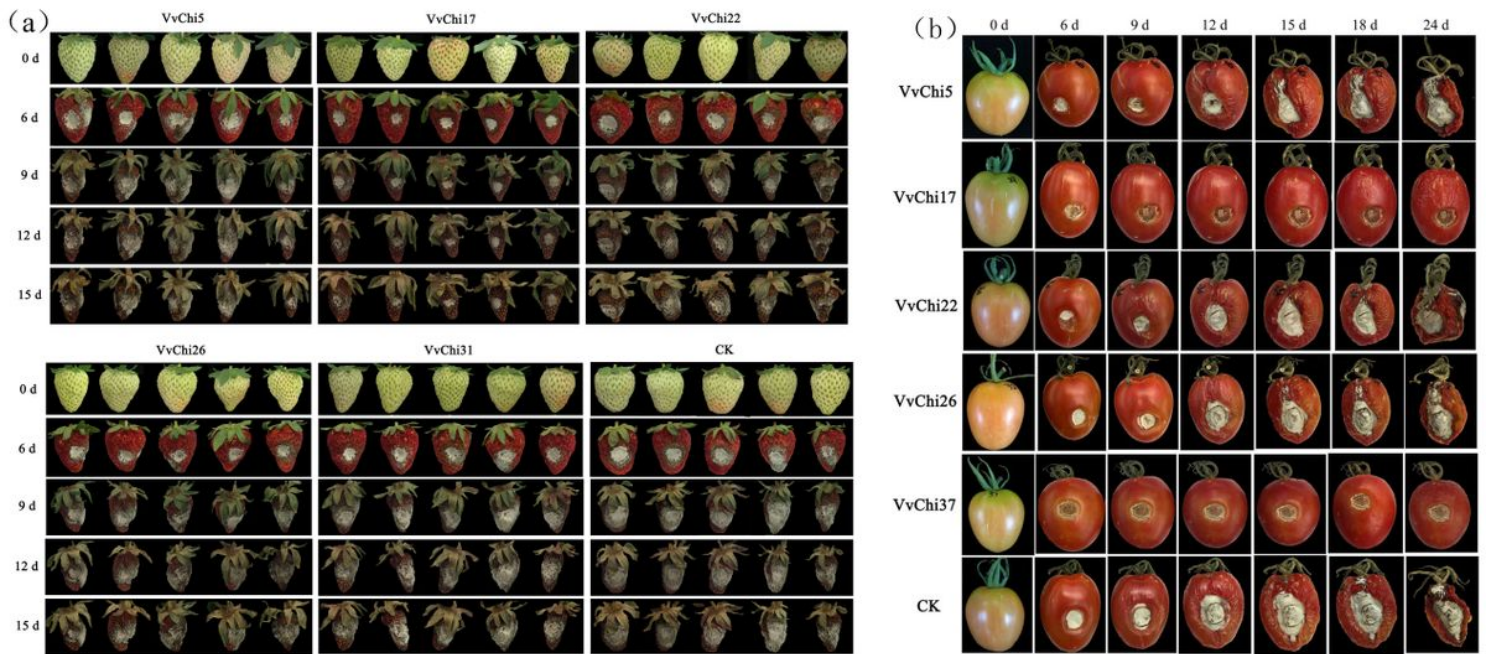 (a)
VvChi5 VvChi17 VvChi22
0 d
6 d
9 d
12 d
15 d
VvChi26 VvChi31 CK
0 d
6 d
9 d
12 d
15 d
(b)
0 d 6 d 9 d 12 d 15 d 18 d 24 d
VvChi5
VvChi17
VvChi22
VvChi26
VvChi37
CK